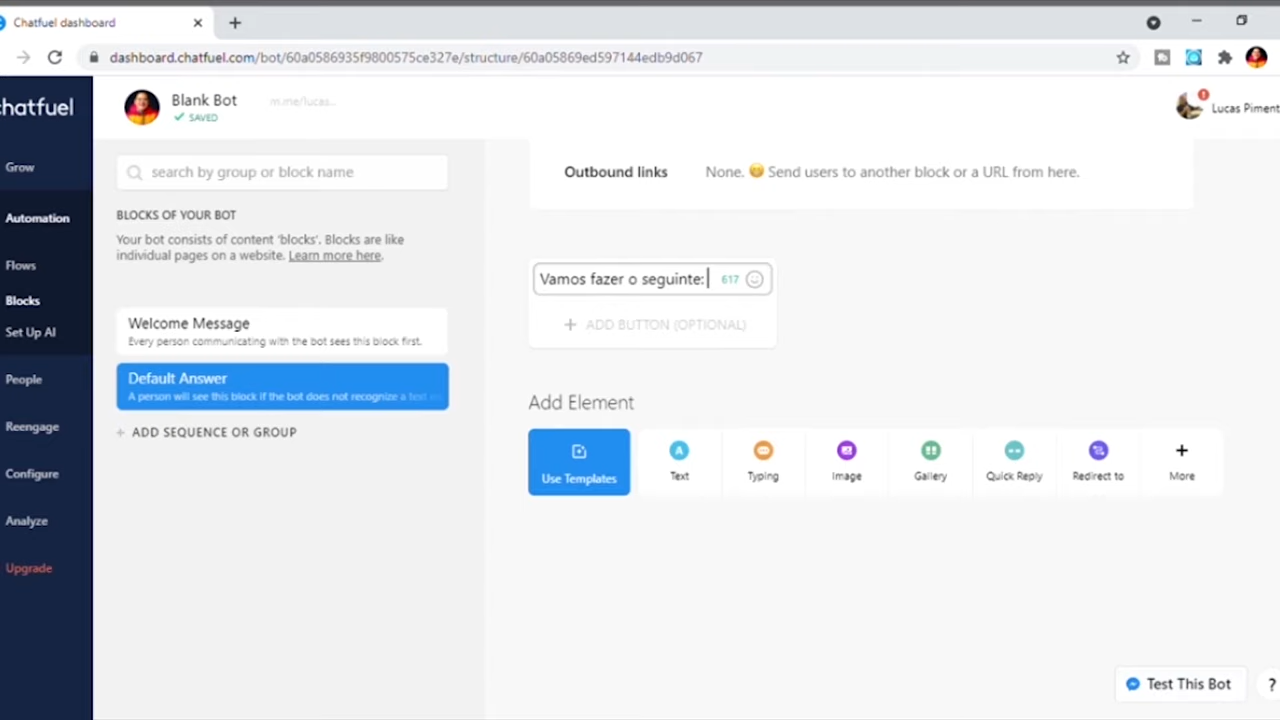 Chatfuel dashboard
dashboard.chatfuel.com/bot/60a0586935f9800575ce327e/structure/60a05869ed597144edb9d067
chatfuel
Blank Bot
m.me/lucas..
SAVED
Lucas Piment
Grow
Automation
Flows
Blocks
Set Up AI
People
Reengage
Configure
Analyze
Upgrade
search by group or block name
BLOCKS OF YOUR BOT
Your bot consists of content 'blocks'. Blocks are like
individual pages on a website. Learn more here.
Welcome Message
Every person communicating with the bot sees this block first.
Default Answer
A person will see this block if the bot does not recognize a text
+ ADD SEQUENCE OR GROUP
Outbound links
None. 😄 Send users to another block or a URL from here.
Vamos fazer o seguinte: 617
+ ADD BUTTON (OPTIONAL)
Add Element
Use Templates
Text
Typing
Image
Gallery
Quick Reply
Redirect to
More
Test This Bot
?